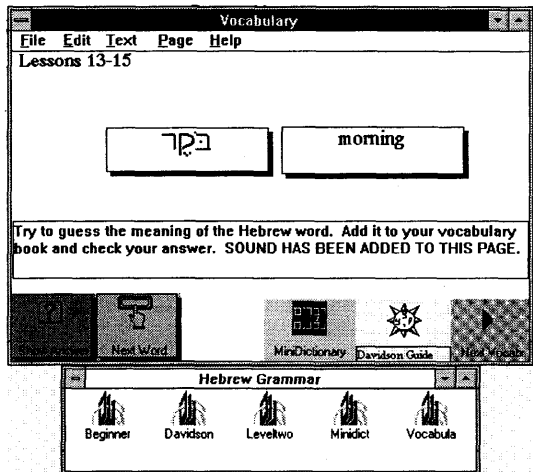 Vocabulary
File Edit Text Page Help
Lessons 13-15
בֹּקֶר morning
Try to guess the meaning of the Hebrew word. Add it to your vocabulary
book and check your answer. SOUND HAS BEEN ADDED TO THIS PAGE.
Next Word MiniDictionary Davidson Guide
Hebrew Grammar
Beginner Davidson Leveltwo Minidict Vocabula